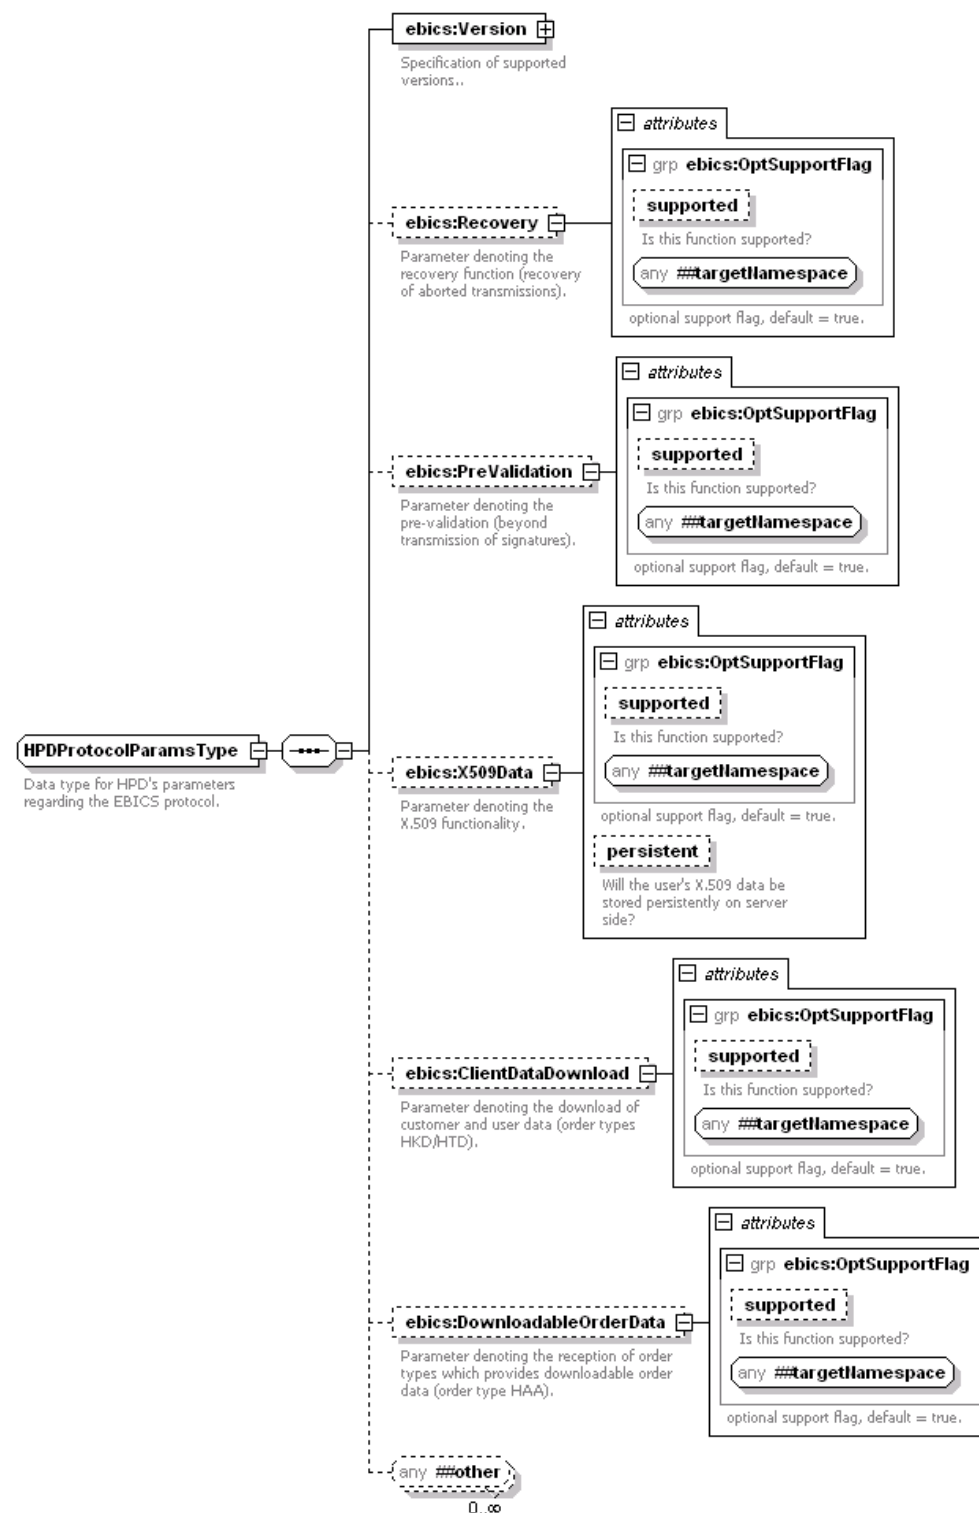 ebics:Version
Specification of supported
versions..
attributes
grp ebics:OptSupportFlag
supported
Is this function supported?
any ##targetNamespace
optional support flag, default = true.
ebics:Recovery
Parameter denoting the
recovery function (recovery
of aborted transmissions).
attributes
grp ebics:OptSupportFlag
supported
Is this function supported?
any ##targetNamespace
optional support flag, default = true.
ebics:PreValidation
Parameter denoting the
pre-validation (beyond
transmission of signatures).
attributes
grp ebics:OptSupportFlag
supported
Is this function supported?
any ##targetNamespace
optional support flag, default = true.
persistent
Will the user's X.509 data be
stored persistently on server
side?
HPDProtocolParamsType
Data type for HPD's parameters
regarding the EBICS protocol.
ebics:X509Data
Parameter denoting the
X.509 functionality.
attributes
grp ebics:OptSupportFlag
supported
Is this function supported?
any ##targetNamespace
optional support flag, default = true.
ebics:ClientDataDownload
Parameter denoting the download of
customer and user data (order types
HKD/HTD).
attributes
grp ebics:OptSupportFlag
supported
Is this function supported?
any ##targetNamespace
optional support flag, default = true.
ebics:DownloadableOrderData
Parameter denoting the reception of order
types which provides downloadable order
data (order type HAA).
any ##other
0..∞